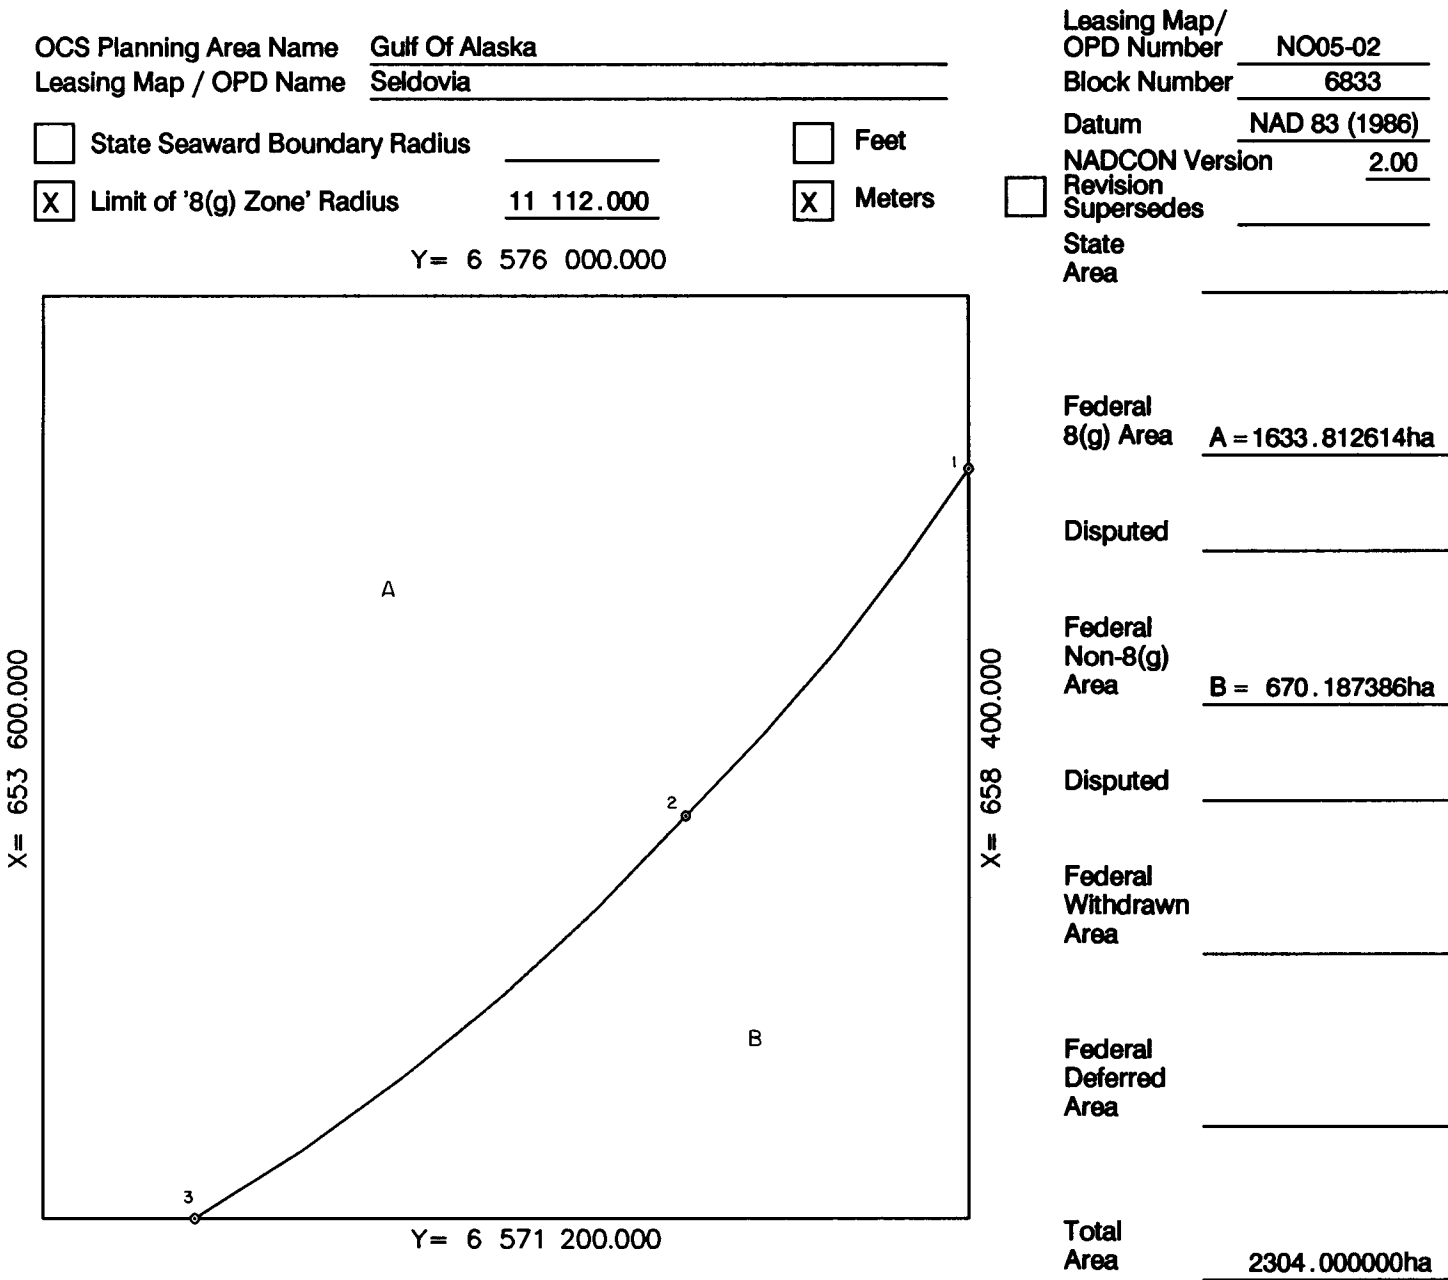 OCS Planning Area Name Gulf Of Alaska
Leasing Map / OPD Name Seldovia
State Seaward Boundary Radius
Feet
X Limit of '8(g) Zone' Radius 11 112.000 X Meters
Leasing Map/
OPD Number NO05-02
Block Number 6833
Datum NAD 83 (1986)
NADCON Version 2.00
Revision
Supersedes
State
Area
Y= 6 576 000.000
X= 653 600.000
A
1
2
B
3
X= 658 400.000
Y= 6 571 200.000
Federal
8(g) Area A =1633.812614ha
Disputed
Federal
Non-8(g)
Area B = 670.187386ha
Disputed
Federal
Withdrawn
Area
Federal
Deferred
Area
Total
Area 2304.000000ha